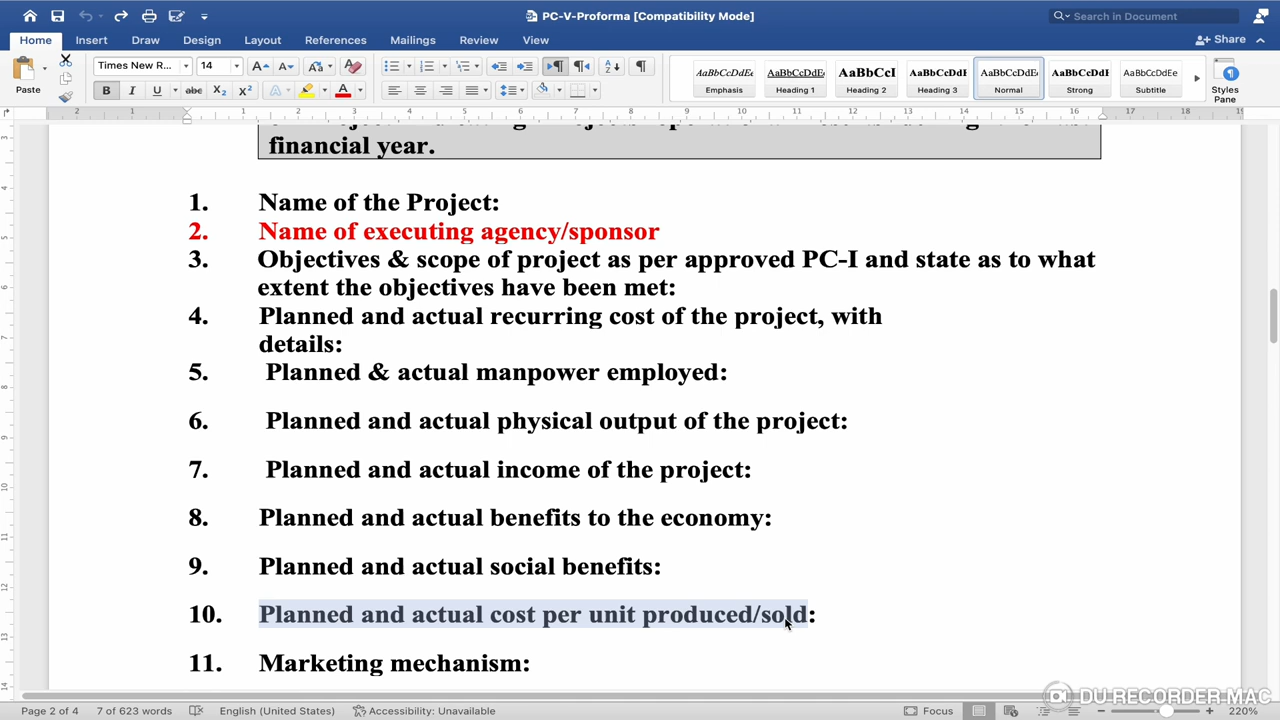 PC-V-Proforma [Compatibility Mode]
Search in Document
Home Insert Draw Design Layout References Mailings Review View
Share
Paste
Times New R... 14
AaBbCcDdEe AaBbCcDdEe AaBbCcI AaBbCcDdI AaBbCcDdEe AaBbCcDdI AaBbCcDdEe
Emphasis Heading 1 Heading 2 Heading 3 Normal Strong Subtitle
Styles Pane
financial year.
1. Name of the Project:
2. Name of executing agency/sponsor
3. Objectives & scope of project as per approved PC-I and state as to what
extent the objectives have been met:
4. Planned and actual recurring cost of the project, with
details:
5. Planned & actual manpower employed:
6. Planned and actual physical output of the project:
7. Planned and actual income of the project:
8. Planned and actual benefits to the economy:
9. Planned and actual social benefits:
10. Planned and actual cost per unit produced/sold:
11. Marketing mechanism:
DU RECORDER MAC
Page 2 of 4 7 of 623 words English (United States) Accessibility: Unavailable Focus 220%